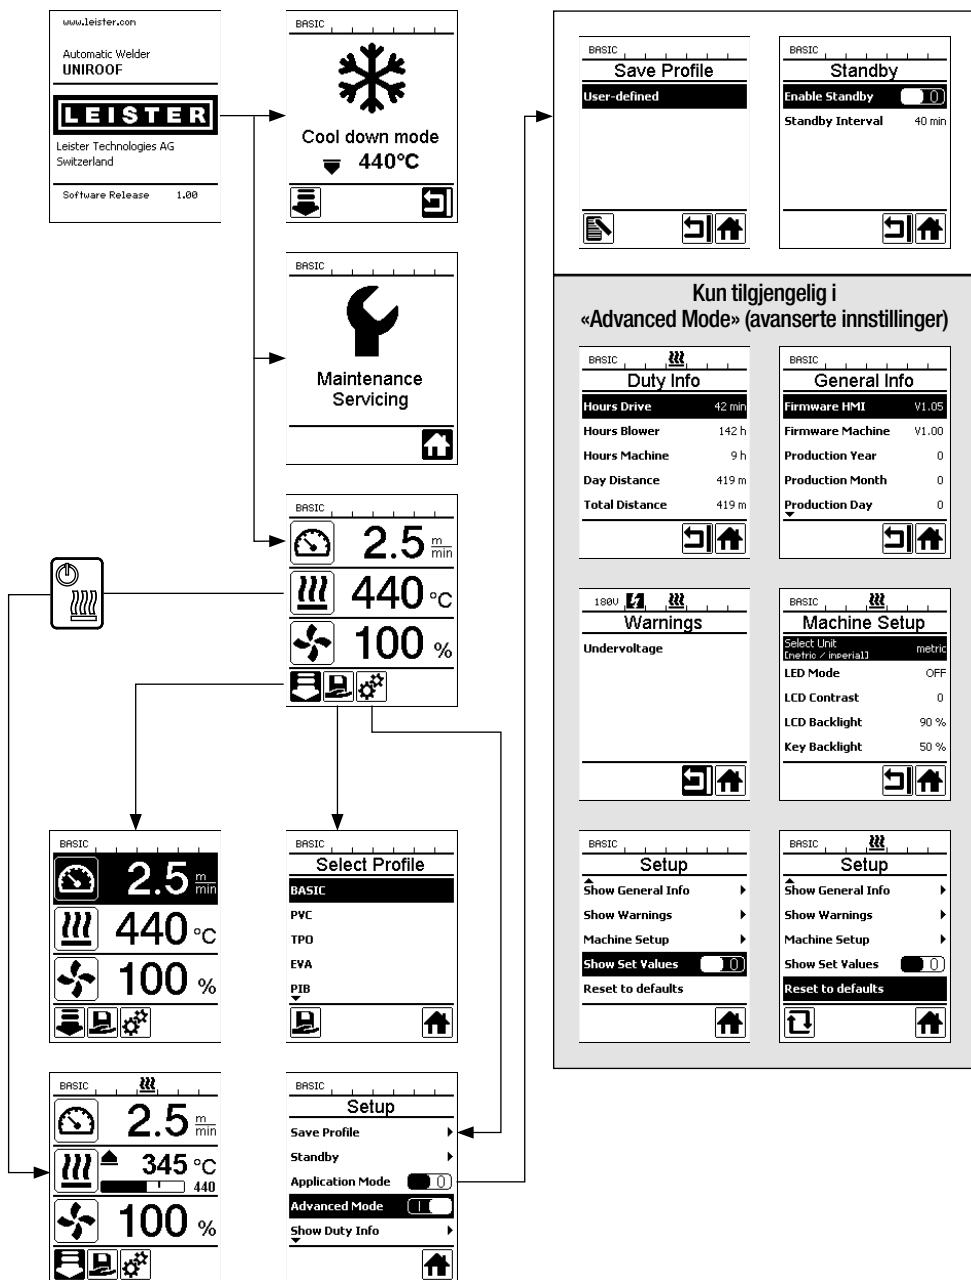 www.leister.com
Automatic Welder
UNIROOF
LEISTER
Leister Technologies AG
Switzerland
Software Release 1.00
BASIC
Cool down mode
440°C
BASIC
Maintenance
Servicing
BASIC
2.5 m/min
440 °C
100 %
BASIC
2.5 m/min
440 °C
100 %
BASIC
Select Profile
BASIC
PVC
TPO
EVA
PIB
BASIC
2.5 m/min
345 °C
440
100 %
BASIC
Setup
Save Profile
Standby
Application Mode 0
Advanced Mode I
Show Duty Info
BASIC
Save Profile
User-defined
BASIC
Standby
Enable Standby 0
Standby Interval 40 min
Kun tilgjengelig i
«Advanced Mode» (avanserte innstillinger)
BASIC
Duty Info
Hours Drive 42 min
Hours Blower 142 h
Hours Machine 9 h
Day Distance 419 m
Total Distance 419 m
BASIC
General Info
Firmware HMI V1.05
Firmware Machine V1.00
Production Year 0
Production Month 0
Production Day 0
180V
Warnings
Undervoltage
BASIC
Machine Setup
Select Unit
[metric / inperial] metric
LED Mode OFF
LCD Contrast 0
LCD Backlight 90 %
Key Backlight 50 %
BASIC
Setup
Show General Info
Show Warnings
Machine Setup
Show Set Values 0
Reset to defaults
BASIC
Setup
Show General Info
Show Warnings
Machine Setup
Show Set Values 0
Reset to defaults